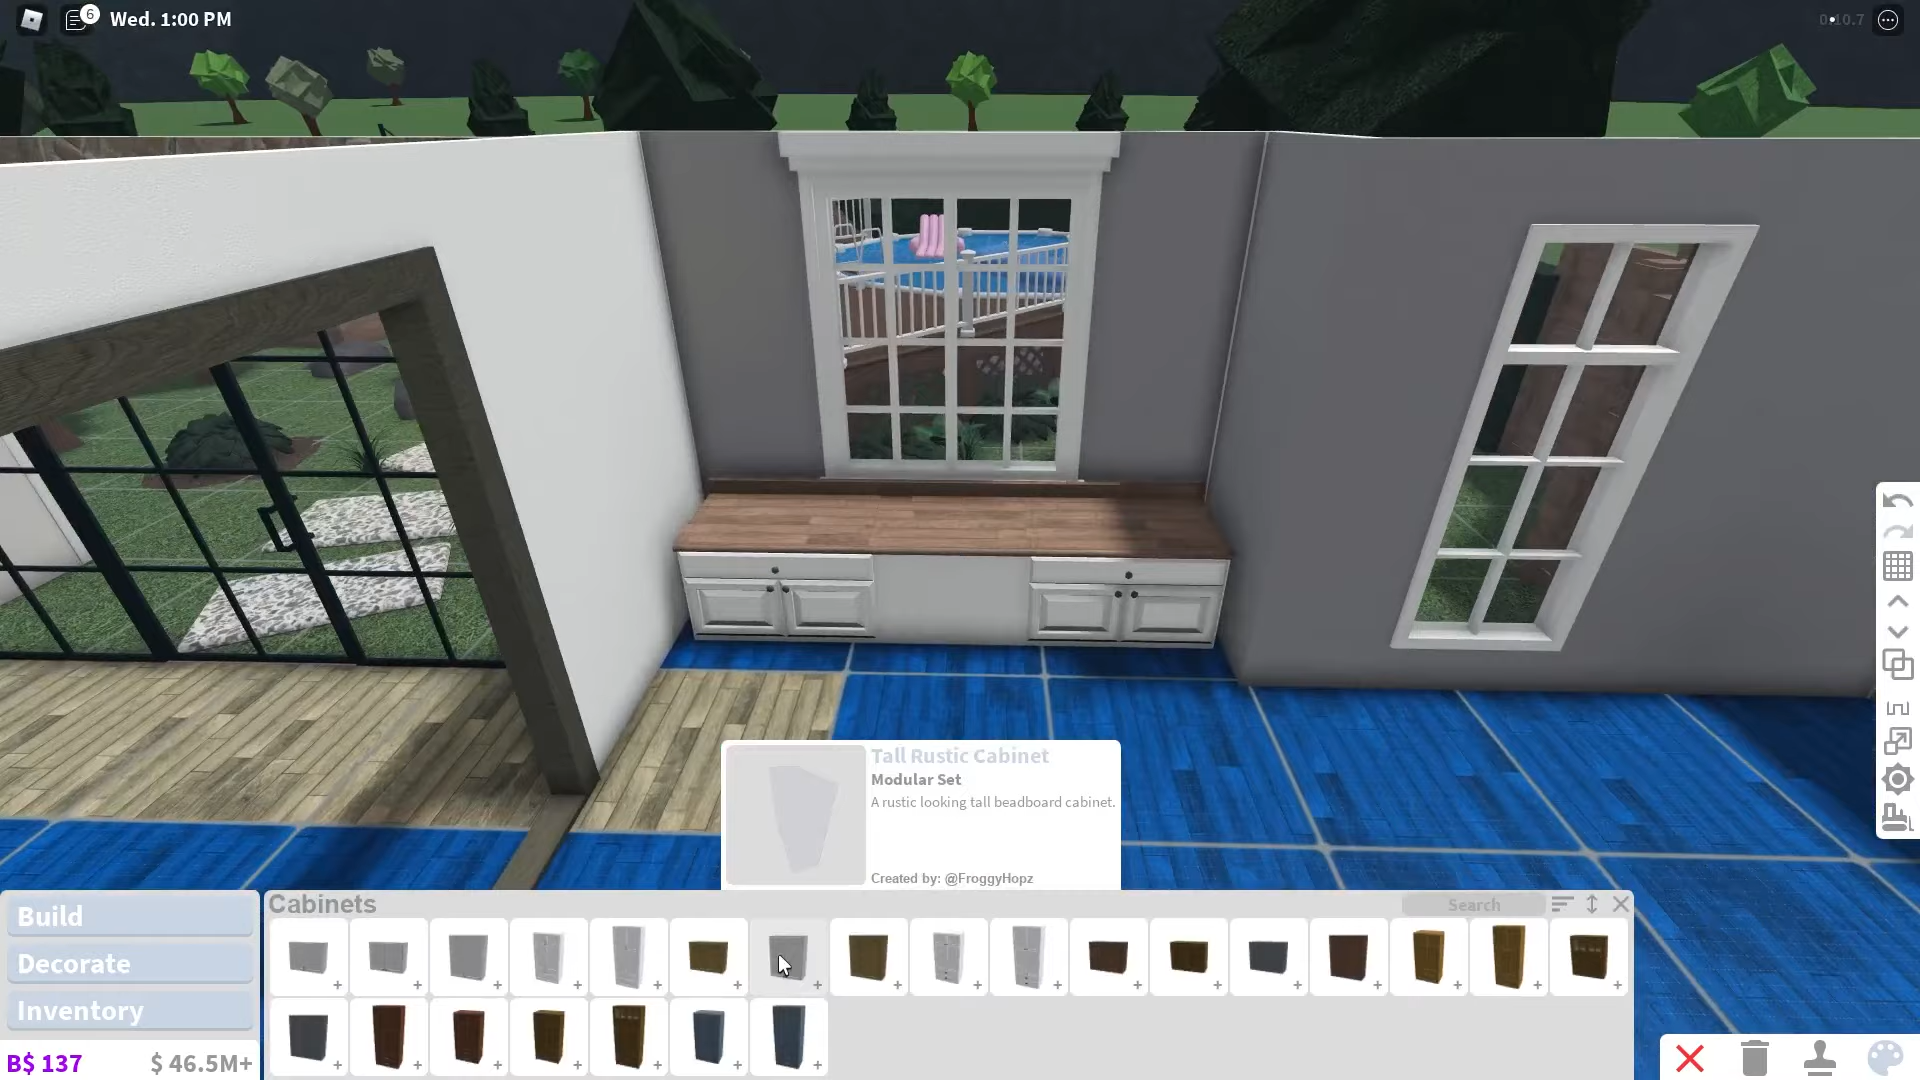 6
Wed. 1:00 PM
Tall Rustic Cabinet
Modular Set
A rustic looking tall beadboard cabinet.
Created by: @FroggyHopz
Build
Decorate
Inventory
B$ 137
$ 46.5M+
Cabinets
Search